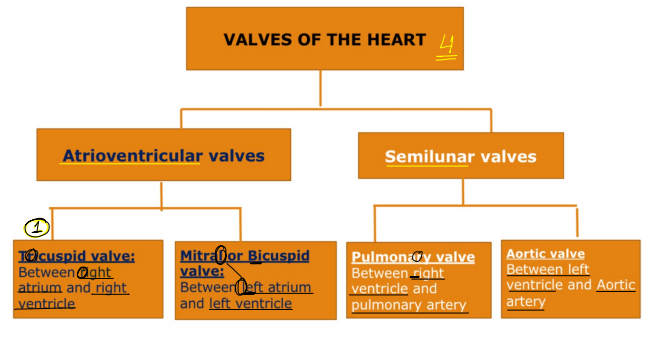 VALVES OF THE HEART 4
Atrioventricular valves
Semilunar valves
1
Tricuspid valve:
Between right
atrium and right
ventricle
Mitral or Bicuspid
valve:
Between left atrium
and left ventricle
Pulmonary valve
Between right
ventricle and
pulmonary artery
Aortic valve
Between left
ventricle and Aortic
artery